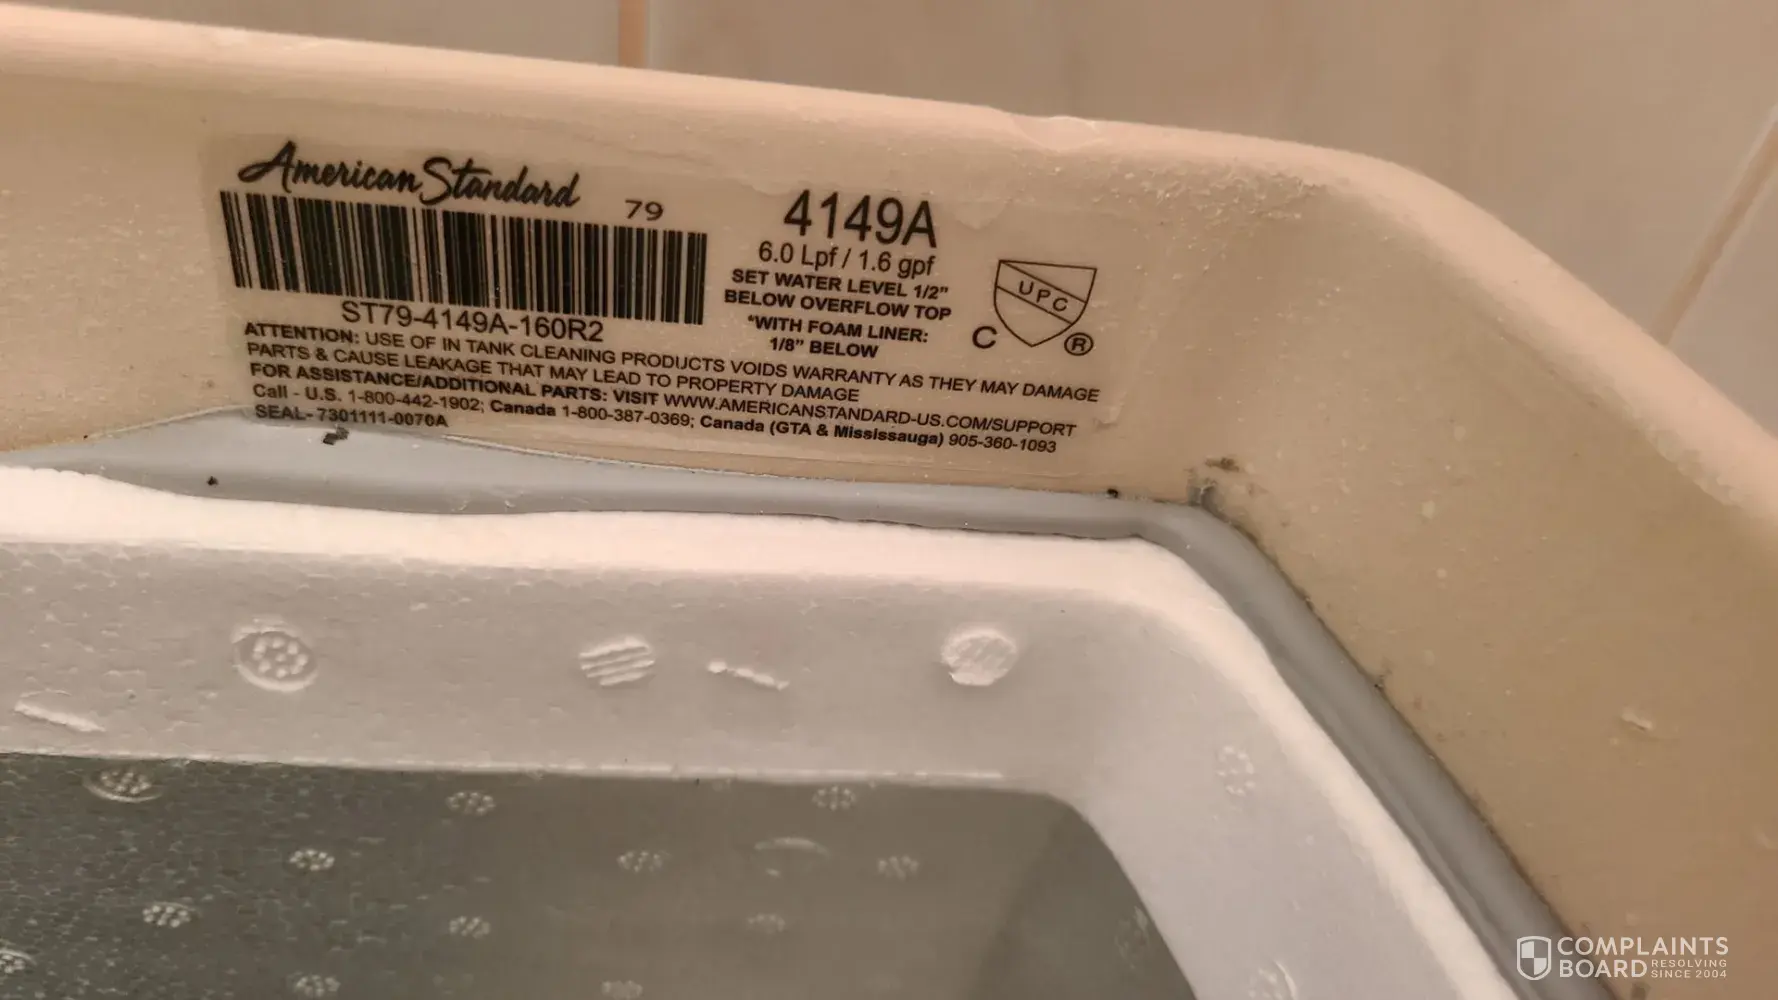 American Standard
79
ST79-4149A-160R2
4149A
6.0 Lpf / 1.6 gpf
SET WATER LEVEL 1/2"
BELOW OVERFLOW TOP
*WITH FOAM LINER:
1/8" BELOW
UPC
C ®
ATTENTION: USE OF IN TANK CLEANING PRODUCTS VOIDS WARRANTY AS THEY MAY DAMAGE
PARTS & CAUSE LEAKAGE THAT MAY LEAD TO PROPERTY DAMAGE
FOR ASSISTANCE/ADDITIONAL PARTS: VISIT WWW.AMERICANSTANDARD-US.COM/SUPPORT
Call - U.S. 1-800-442-1902; Canada 1-800-387-0369; Canada (GTA & Mississauga) 905-360-1093
SEAL- 7301111-0070A
COMPLAINTS
BOARD RESOLVING
SINCE 2004